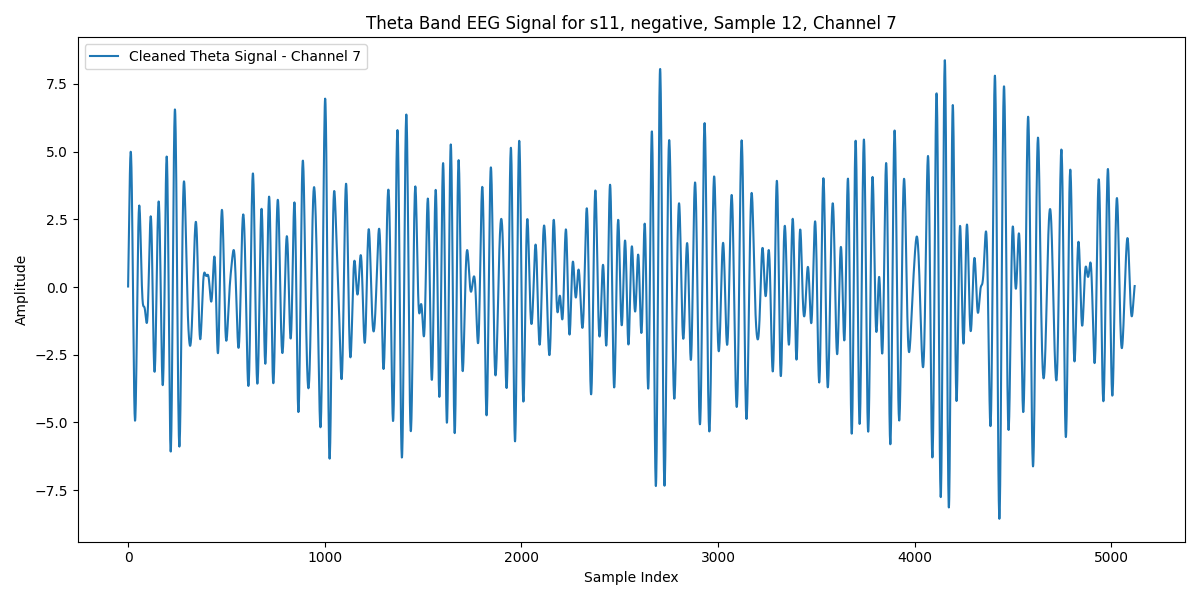 Theta Band EEG Signal for s11, negative, Sample 12, Channel 7
Cleaned Theta Signal - Channel 7
Amplitude
7.5
5.0
2.5
0.0
−2.5
−5.0
−7.5
0 1000 2000 3000 4000 5000
Sample Index